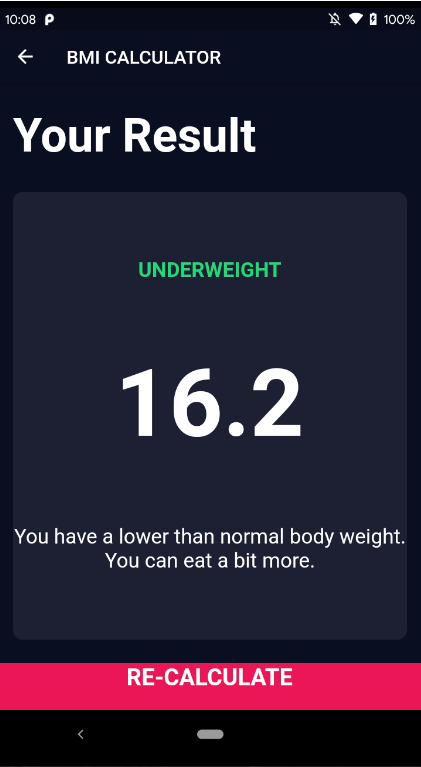 10:08 100%
BMI CALCULATOR
Your Result
UNDERWEIGHT
16.2
You have a lower than normal body weight.
You can eat a bit more.
RE-CALCULATE